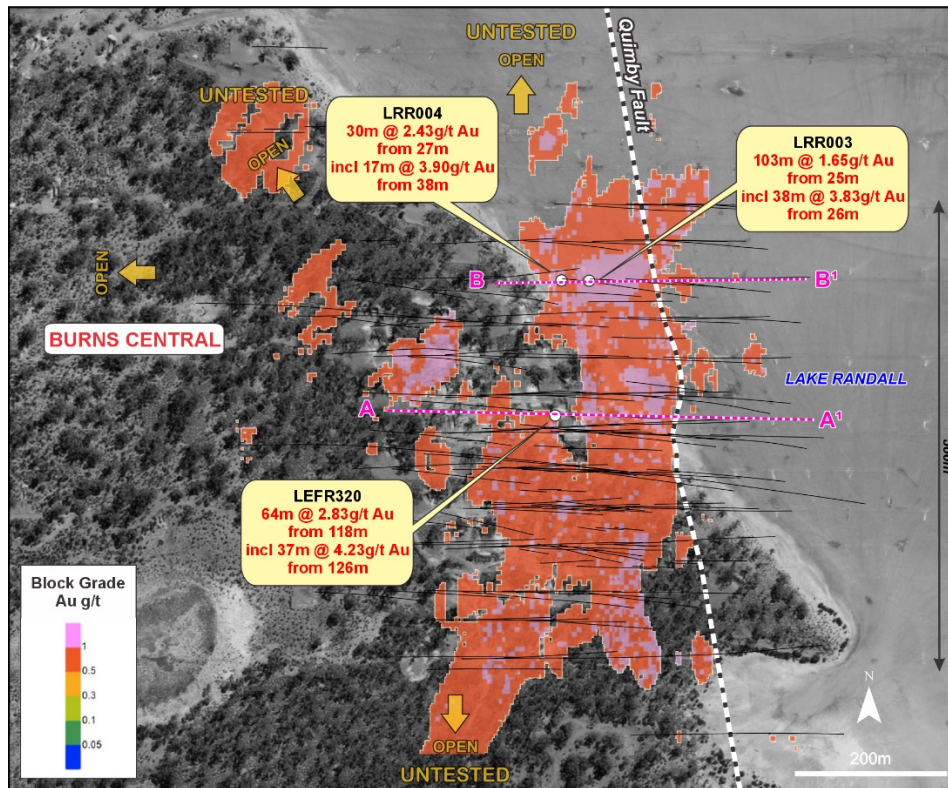 UNTESTED
OPEN
Quimby Fault
UNTESTED
OPEN
LRR004
30m @ 2.43g/t Au
from 27m
incl 17m @ 3.90g/t Au
from 38m
LRR003
103m @ 1.65g/t Au
from 25m
incl 38m @ 3.83g/t Au
from 26m
OPEN
B
B¹
BURNS CENTRAL
LAKE RANDALL
A
A¹
LEFR320
64m @ 2.83g/t Au
from 118m
incl 37m @ 4.23g/t Au
from 126m
Block Grade
Au g/t
1
0.5
0.3
0.1
0.05
N
OPEN
UNTESTED
200m